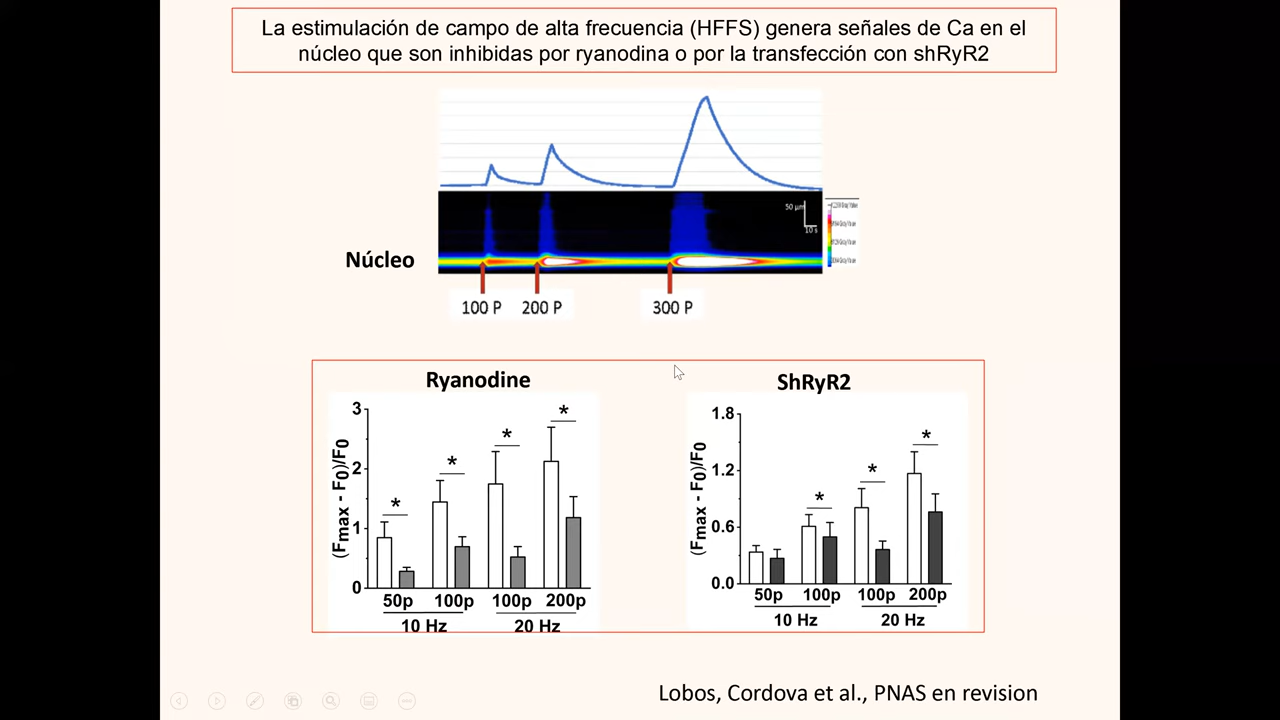 La estimulación de campo de alta frecuencia (HFFS) genera señales de Ca en el
núcleo que son inhibidas por ryanodina o por la transfección con shRyR2
50 µm
10 s
Núcleo
100 P
200 P
300 P
Ryanodine
(Fmax - F0)/F0
3
2
1
0
*
*
*
*
50p
100p
100p
200p
10 Hz
20 Hz
ShRyR2
(Fmax - F0)/F0
1.8
1.2
0.6
0.0
*
*
*
50p
100p
100p
200p
10 Hz
20 Hz
Lobos, Cordova et al., PNAS en revision